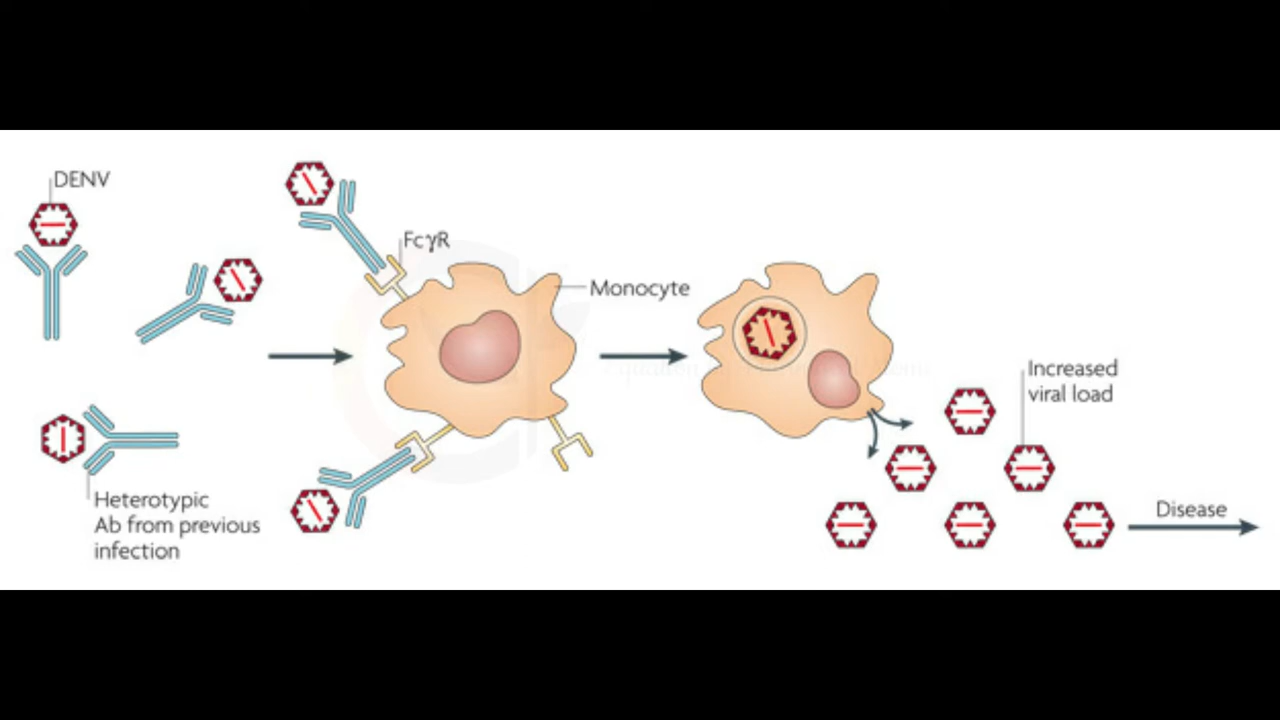 DENV
FcγR
Monocyte
Heterotypic
Ab from previous
infection
Increased
viral load
Disease